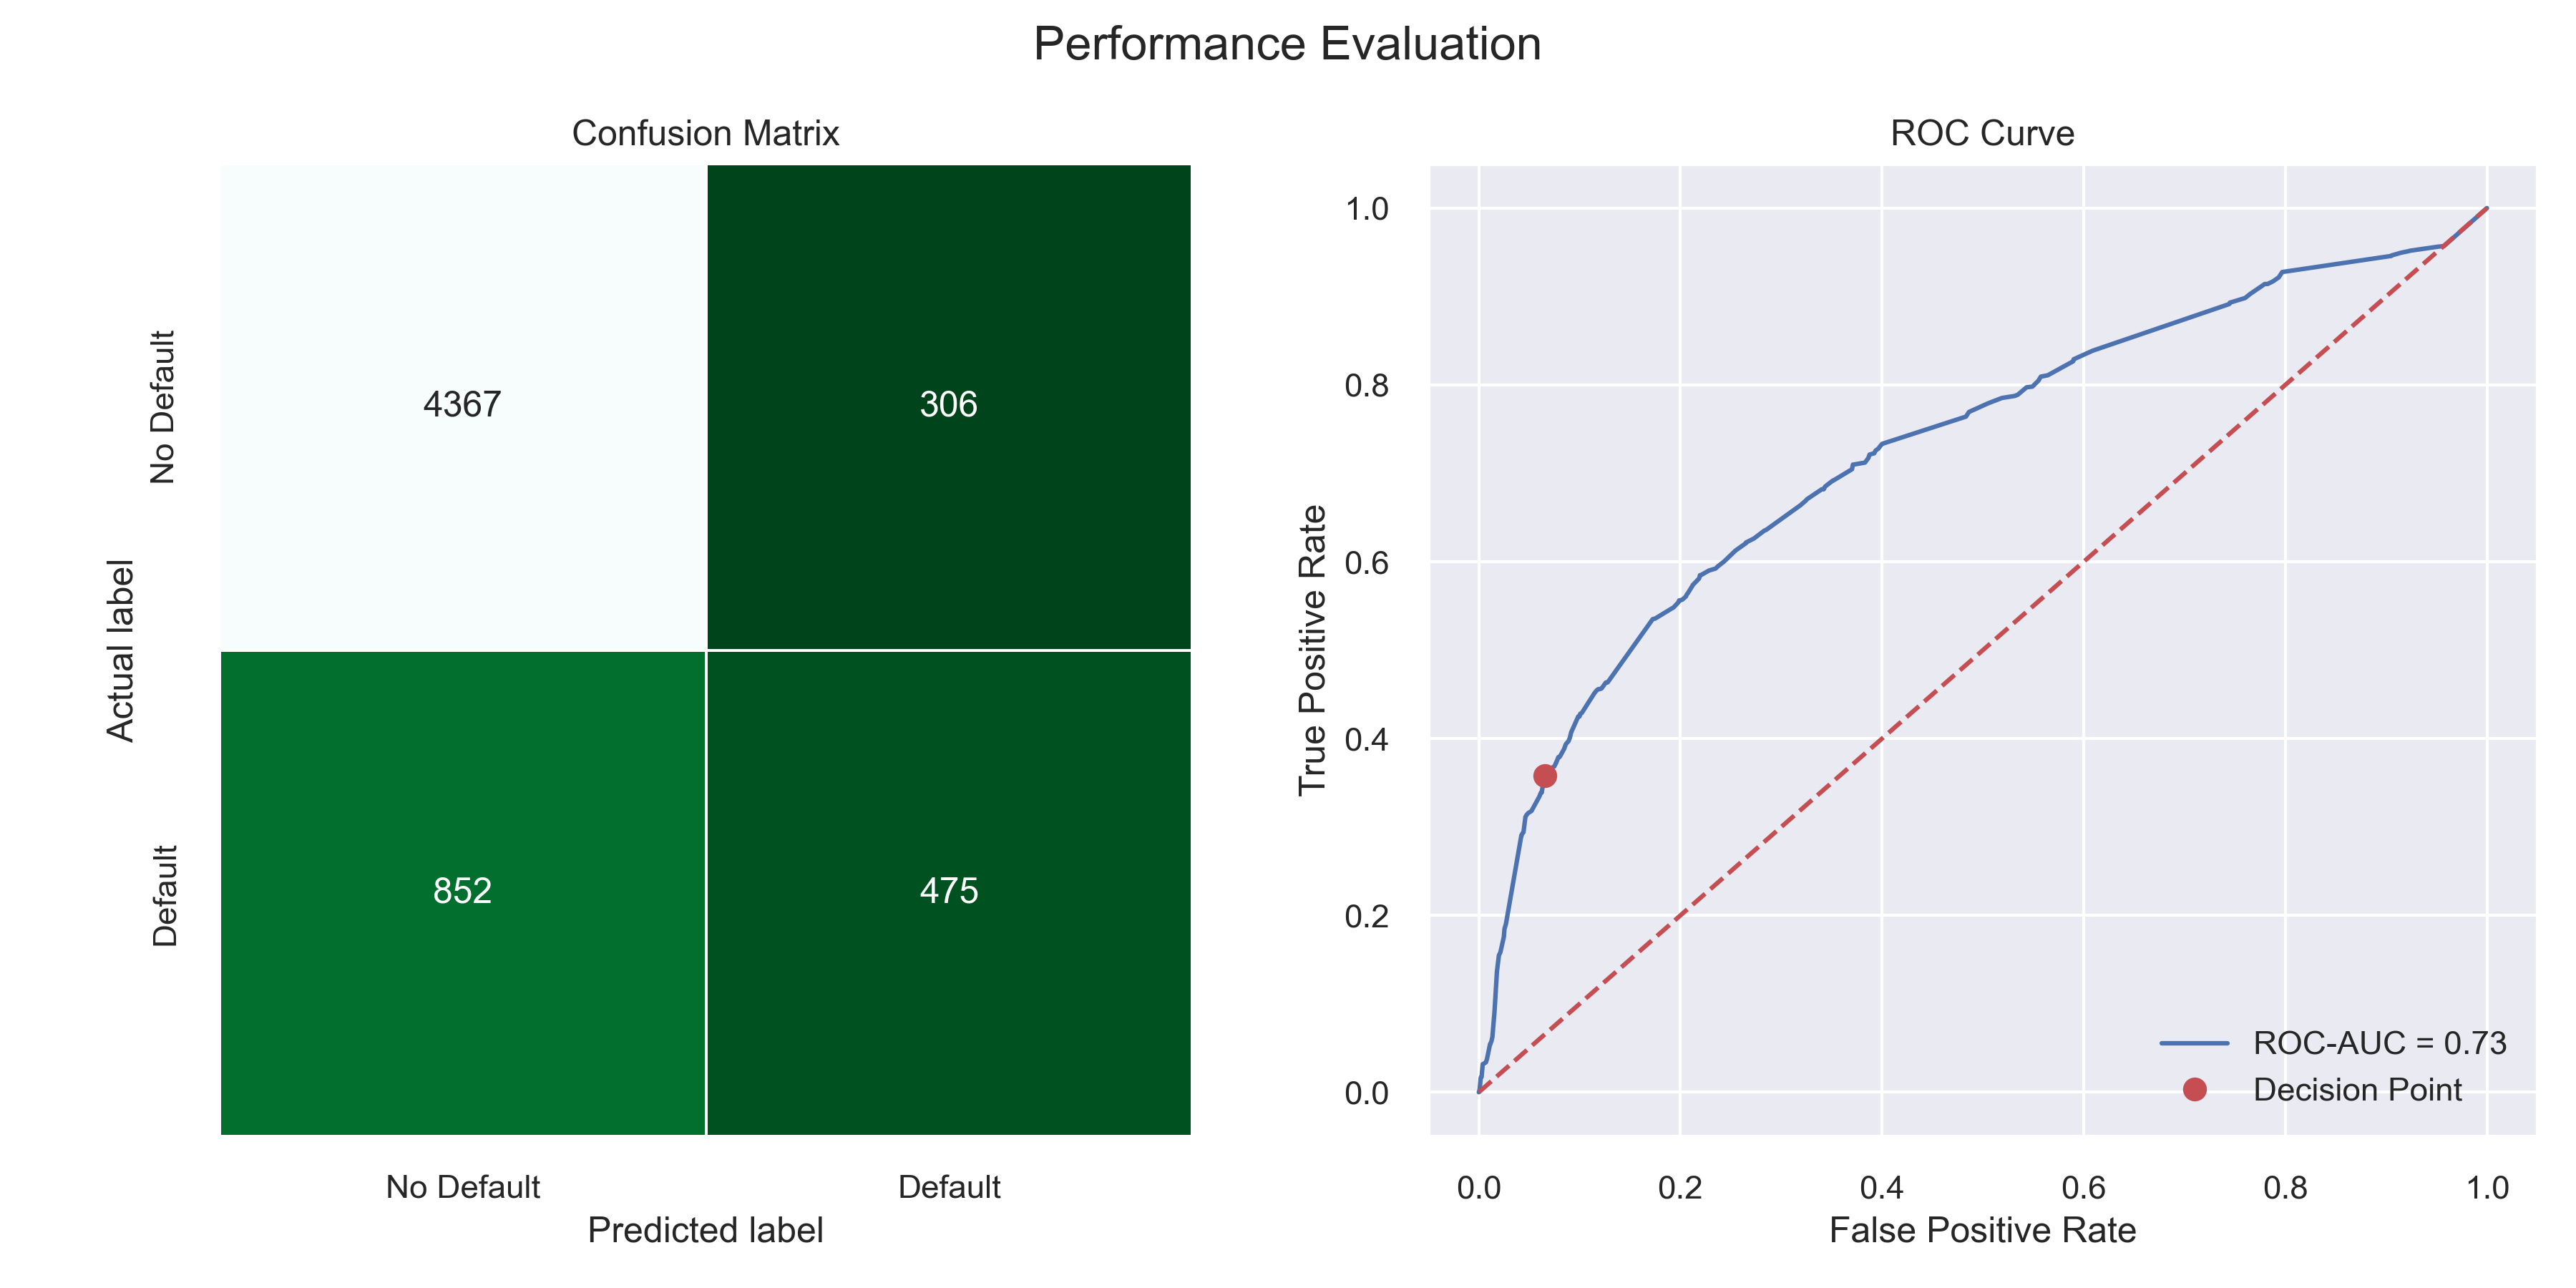 Performance Evaluation
Confusion Matrix
No Default
Default
Actual label
4367
306
852
475
No Default
Default
Predicted label
ROC Curve
True Positive Rate
1.0
0.8
0.6
0.4
0.2
0.0
ROC-AUC = 0.73
Decision Point
0.0
0.2
0.4
0.6
0.8
1.0
False Positive Rate